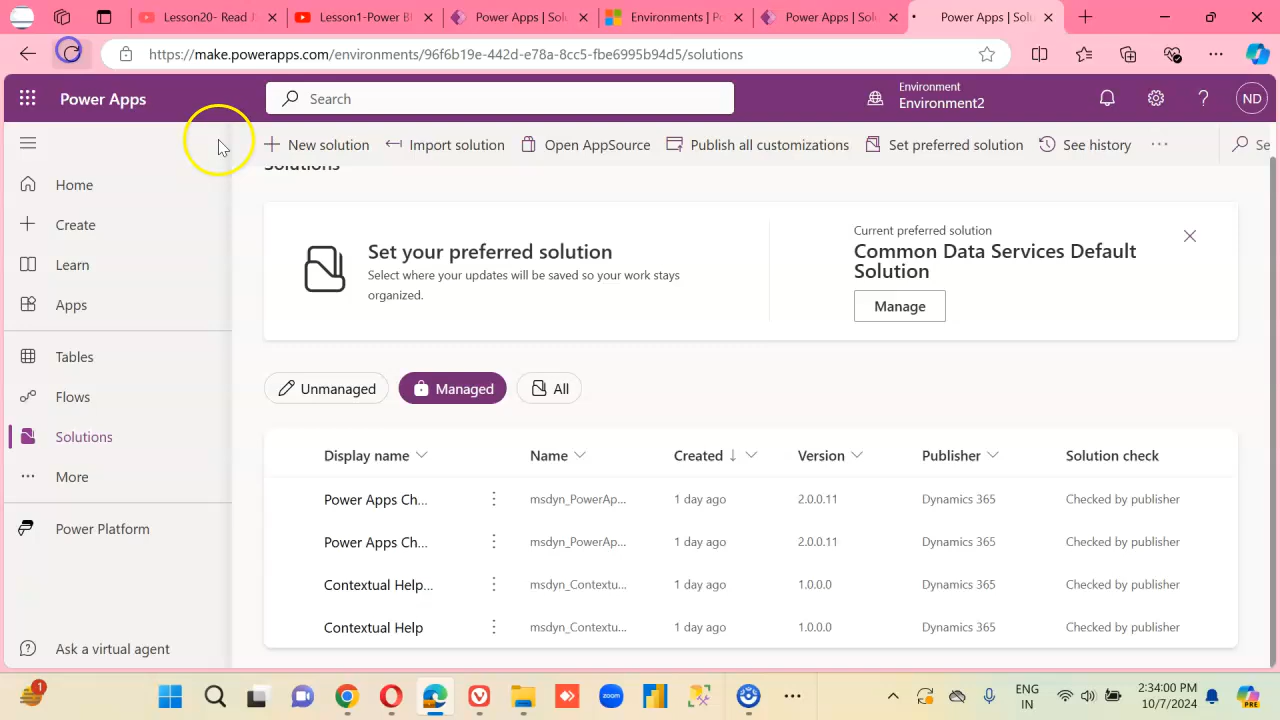 Lesson20- Read J
Lesson1-Power BI
Power Apps | Solu
Environments | Po
Power Apps | Solu
Power Apps | Solu
https://make.powerapps.com/environments/96f6b19e-442d-e78a-8cc5-fbe6995b94d5/solutions
Power Apps
Search
Environment
Environment2
ND
New solution
Import solution
Open AppSource
Publish all customizations
Set preferred solution
See history
Se
Solutions
Home
Create
Learn
Apps
Tables
Flows
Solutions
More
Power Platform
Ask a virtual agent
Set your preferred solution
Select where your updates will be saved so your work stays
organized.
Current preferred solution
Common Data Services Default
Solution
Manage
Unmanaged
Managed
All
Display name Name Created Version Publisher Solution check
Power Apps Ch... msdyn_PowerAp... 1 day ago 2.0.0.11 Dynamics 365 Checked by publisher
Power Apps Ch... msdyn_PowerAp... 1 day ago 2.0.0.11 Dynamics 365 Checked by publisher
Contextual Help... msdyn_Contextu... 1 day ago 1.0.0.0 Dynamics 365 Checked by publisher
Contextual Help msdyn_Contextu... 1 day ago 1.0.0.0 Dynamics 365 Checked by publisher
1
zoom
ENG
IN
2:34:00 PM
10/7/2024
PRE